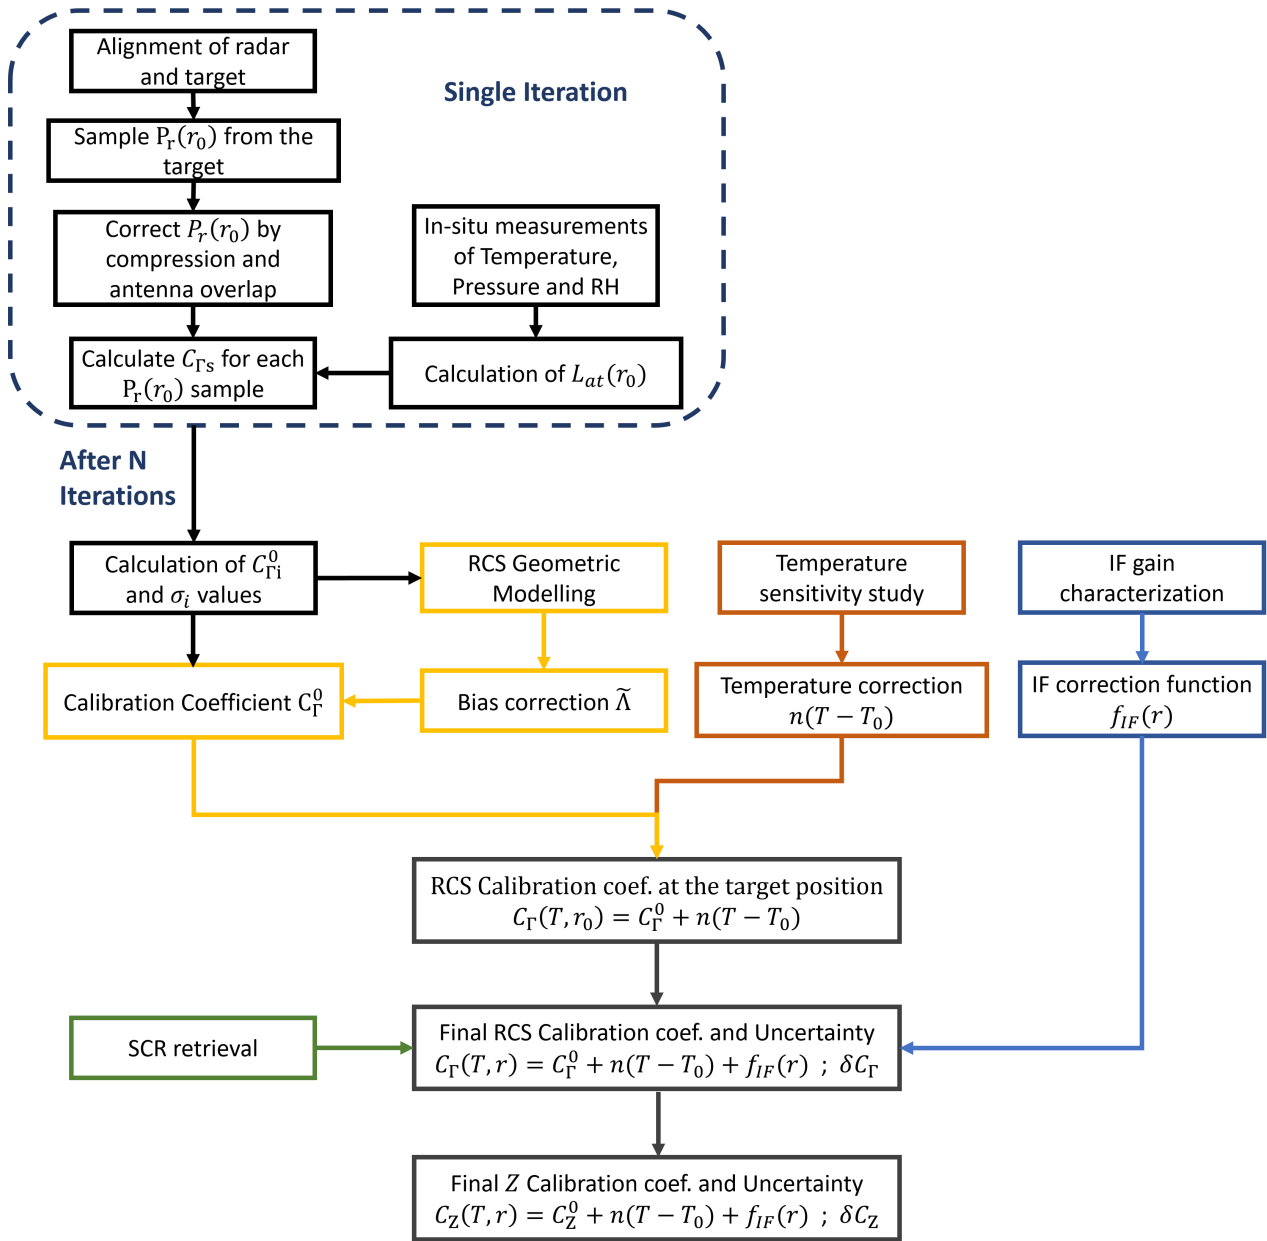 Alignment of radar
and target
Single Iteration
Sample P_r(r_0) from the
target
Correct P_r(r_0) by
compression and
antenna overlap
In-situ measurements
of Temperature,
Pressure and RH
Calculate C_Γs for each
P_r(r_0) sample
Calculation of L_at(r_0)
After N
Iterations
Calculation of C_Γi^0
and σ_i values
RCS Geometric
Modelling
Temperature
sensitivity study
IF gain
characterization
Calibration Coefficient C_Γ^0
Bias correction Λ̃
Temperature correction
n(T − T_0)
IF correction function
f_IF(r)
RCS Calibration coef. at the target position
C_Γ(T, r_0) = C_Γ^0 + n(T − T_0)
SCR retrieval
Final RCS Calibration coef. and Uncertainty
C_Γ(T, r) = C_Γ^0 + n(T − T_0) + f_IF(r) ; δC_Γ
Final Z Calibration coef. and Uncertainty
C_Z(T, r) = C_Z^0 + n(T − T_0) + f_IF(r) ; δC_Z